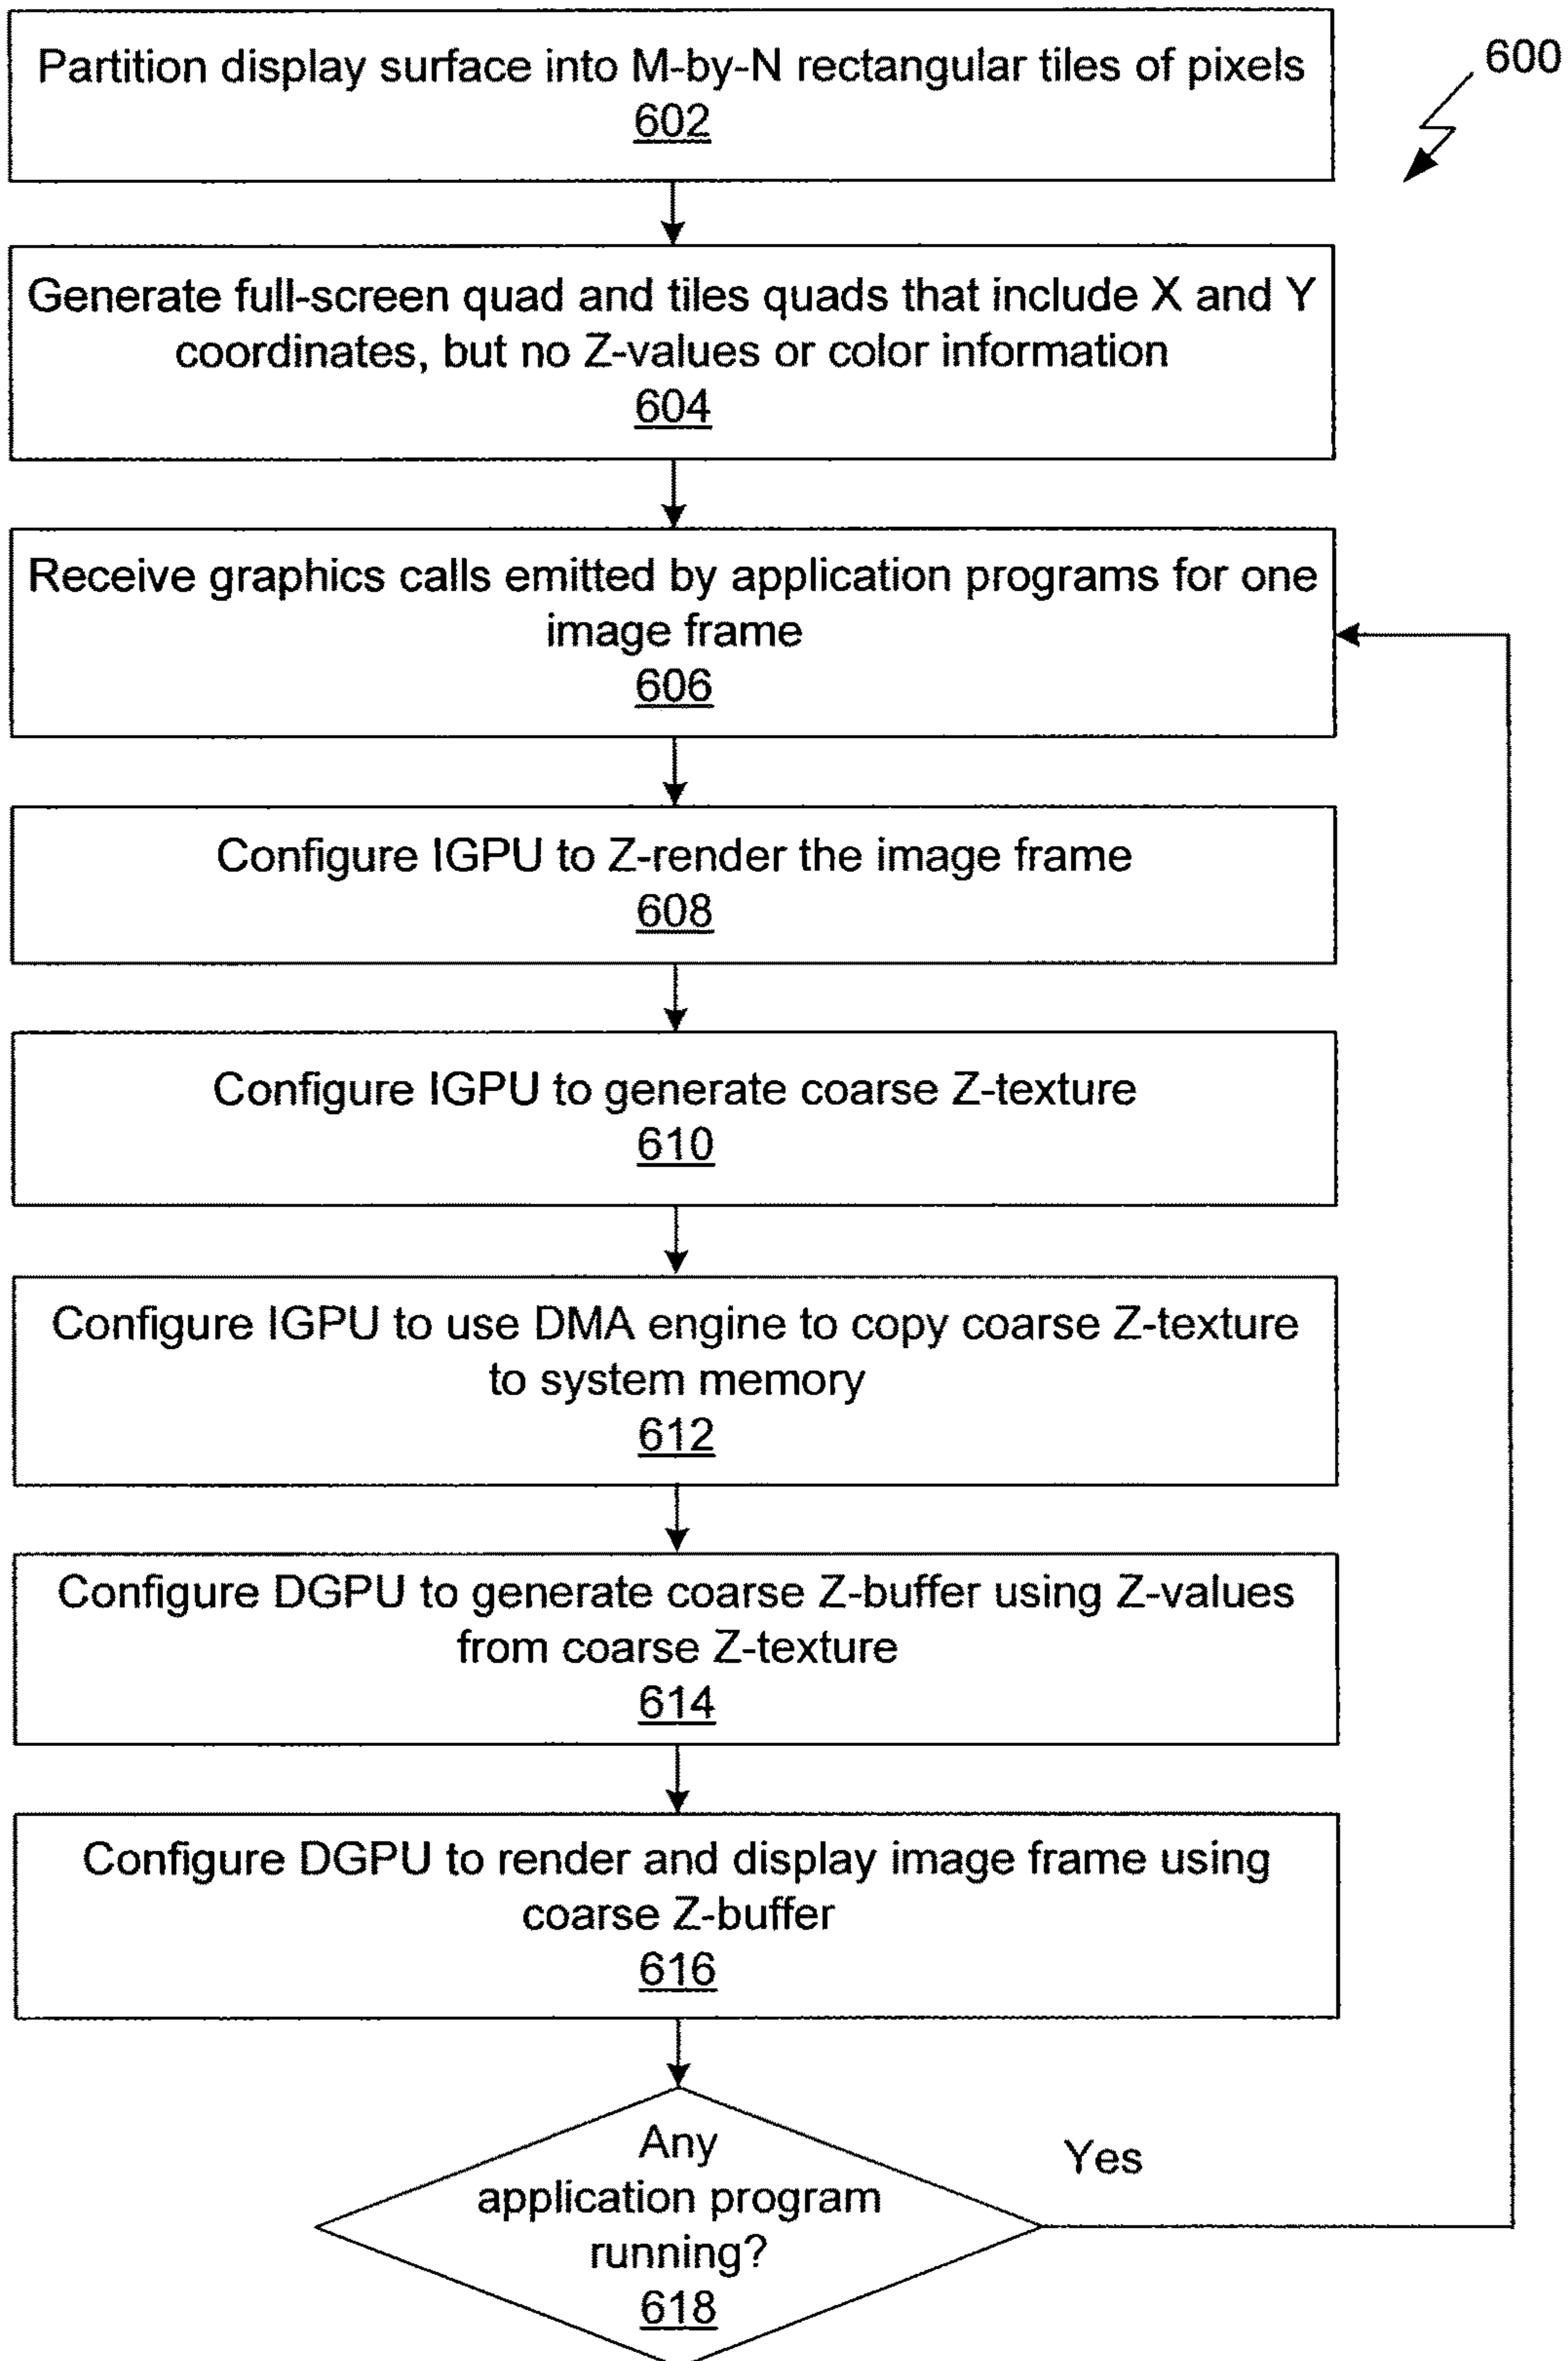 Partition display surface into M-by-N rectangular tiles of pixels
602
600
Generate full-screen quad and tiles quads that include X and Y
coordinates, but no Z-values or color information
604
Receive graphics calls emitted by application programs for one
image frame
606
Configure IGPU to Z-render the image frame
608
Configure IGPU to generate coarse Z-texture
610
Configure IGPU to use DMA engine to copy coarse Z-texture
to system memory
612
Configure DGPU to generate coarse Z-buffer using Z-values
from coarse Z-texture
614
Configure DGPU to render and display image frame using
coarse Z-buffer
616
Any
application program
running?
618
Yes